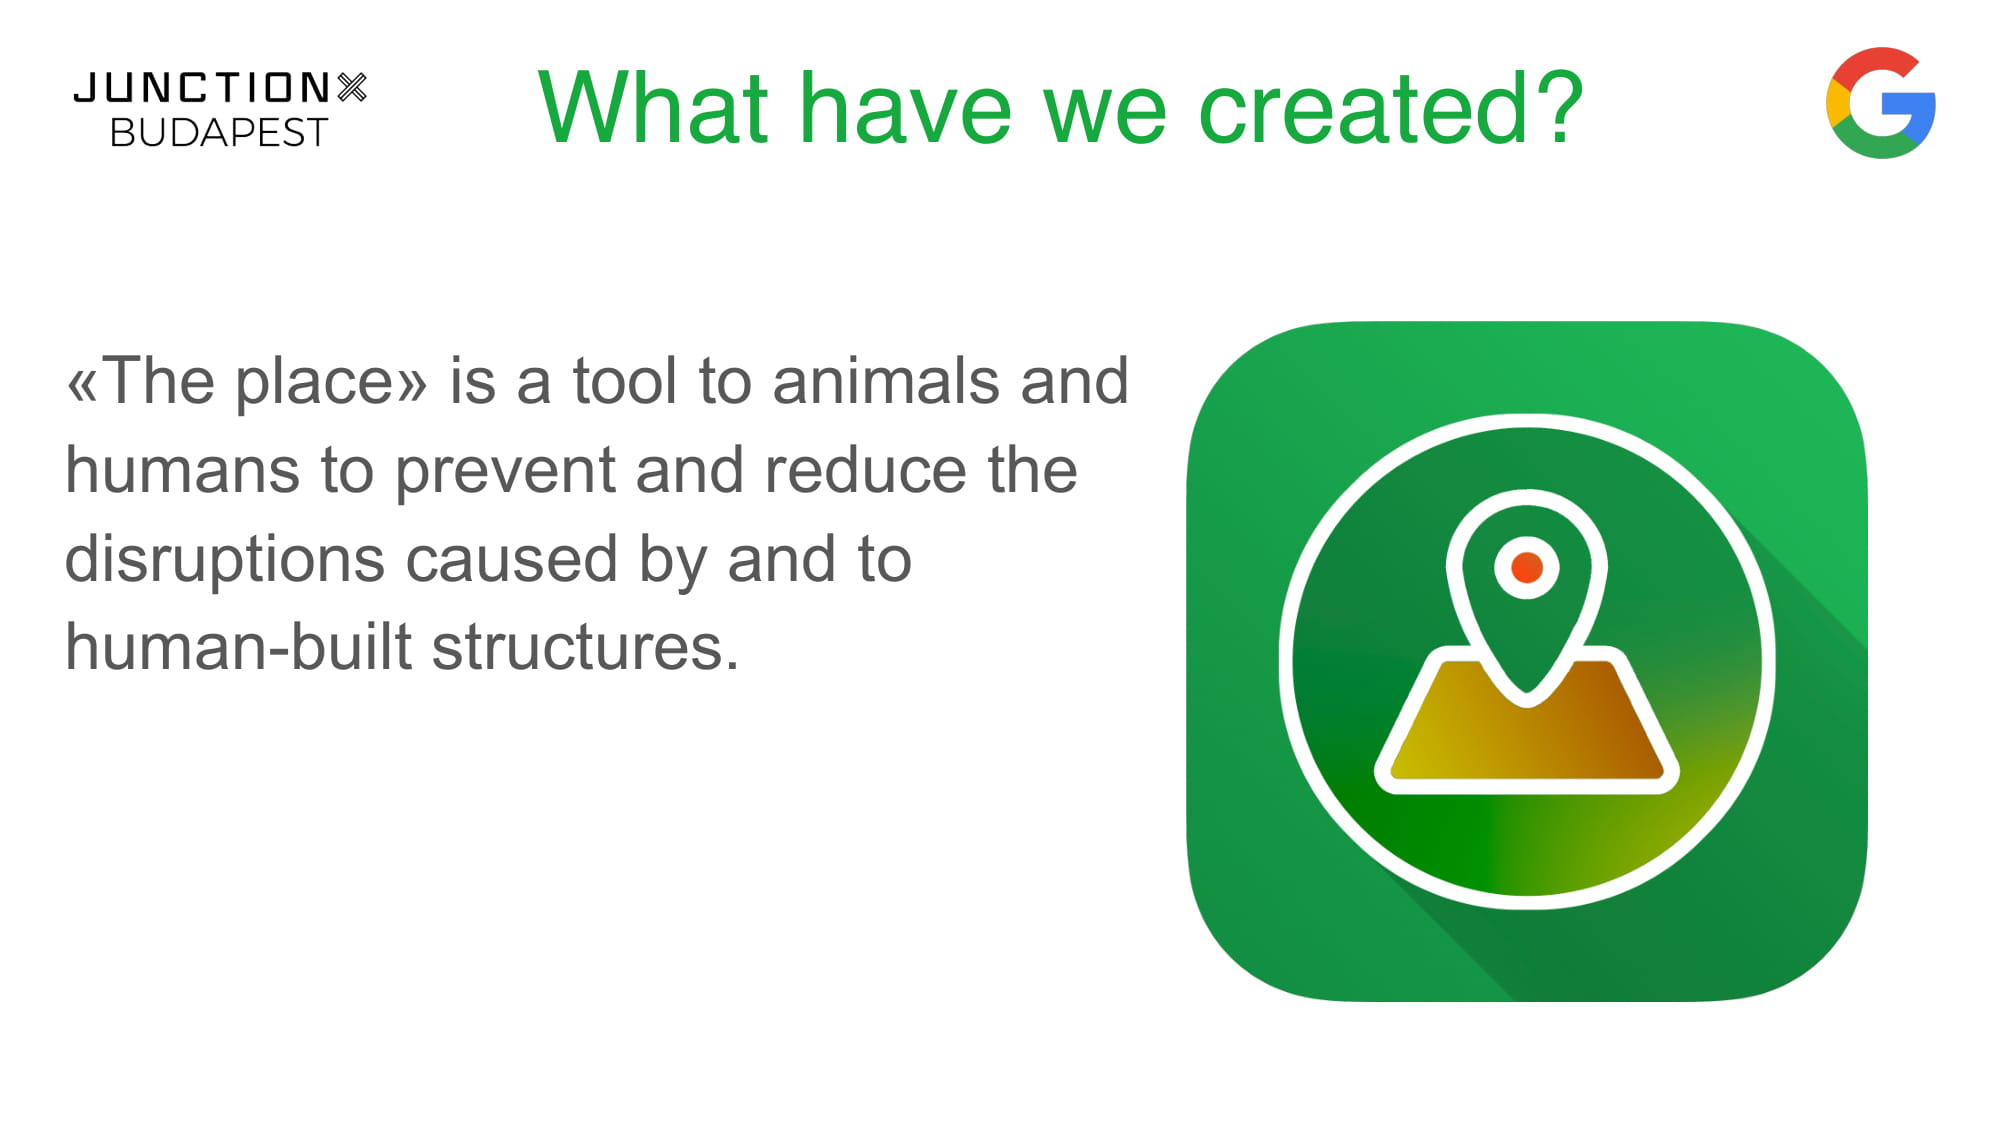 JUNCTIONX
BUDAPEST
What have we created?
G
«The place» is a tool to animals and
humans to prevent and reduce the
disruptions caused by and to
human-built structures.